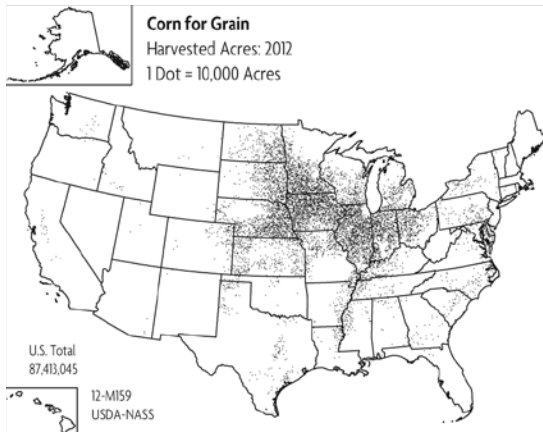 Corn for Grain
Harvested Acres: 2012
1 Dot = 10,000 Acres
U.S. Total
87,413,045
12-M159
USDA-NASS